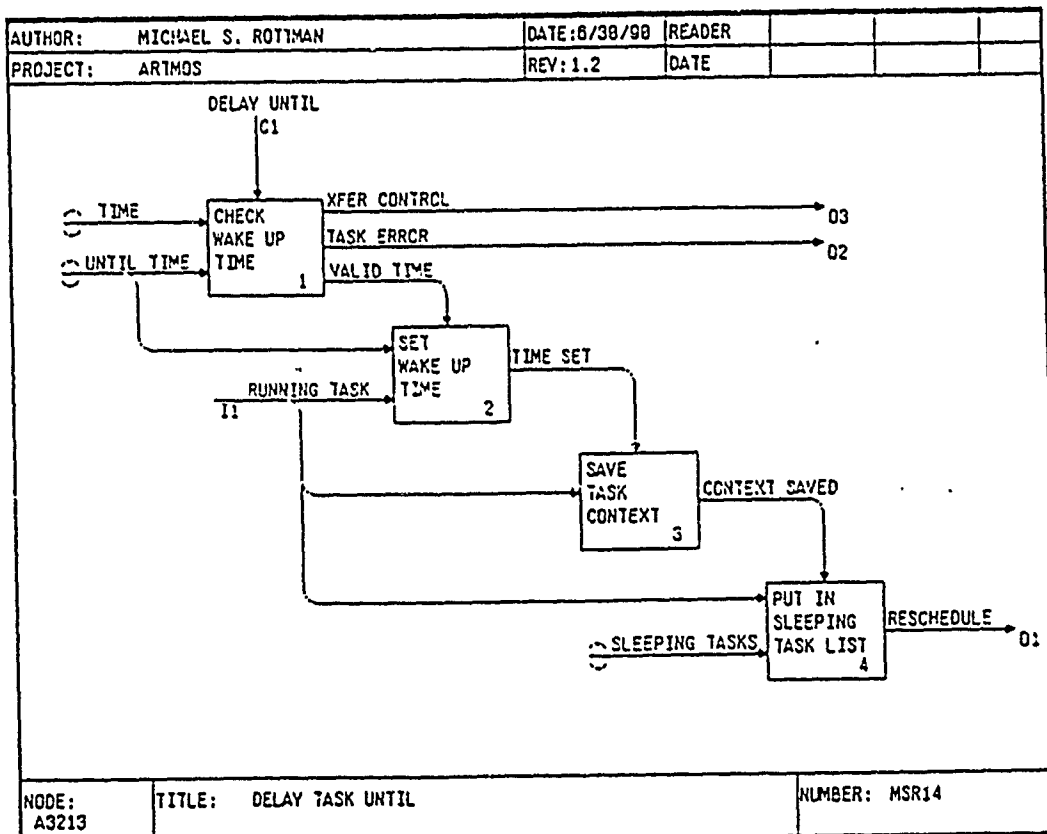 AUTHOR: MICHAEL S. ROTTMAN DATE:6/30/90 READER
PROJECT: ARTMOS REV:1.2 DATE
DELAY UNTIL
C1
TIME
XFER CONTROL
O3
CHECK
WAKE UP
TIME
1
TASK ERROR
O2
UNTIL TIME
VALID TIME
SET
WAKE UP
TIME
2
TIME SET
RUNNING TASK
I1
SAVE
TASK
CONTEXT
3
CONTEXT SAVED
PUT IN
SLEEPING
TASK LIST
4
RESCHEDULE
O1
SLEEPING TASKS
NODE: TITLE: DELAY TASK UNTIL NUMBER: MSR14
A3213